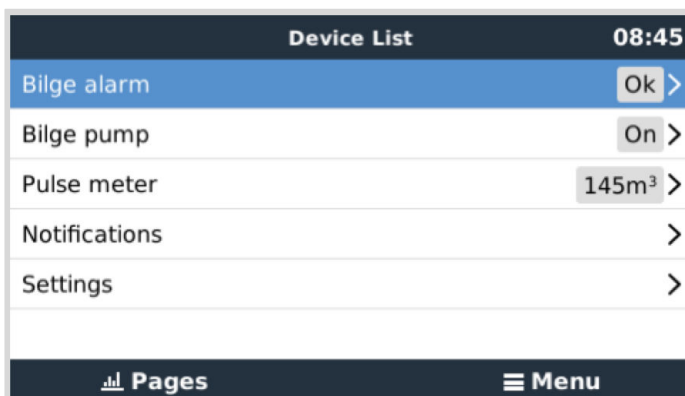 Device List 08:45
Bilge alarm Ok
Bilge pump On
Pulse meter 145m³
Notifications
Settings
Pages Menu